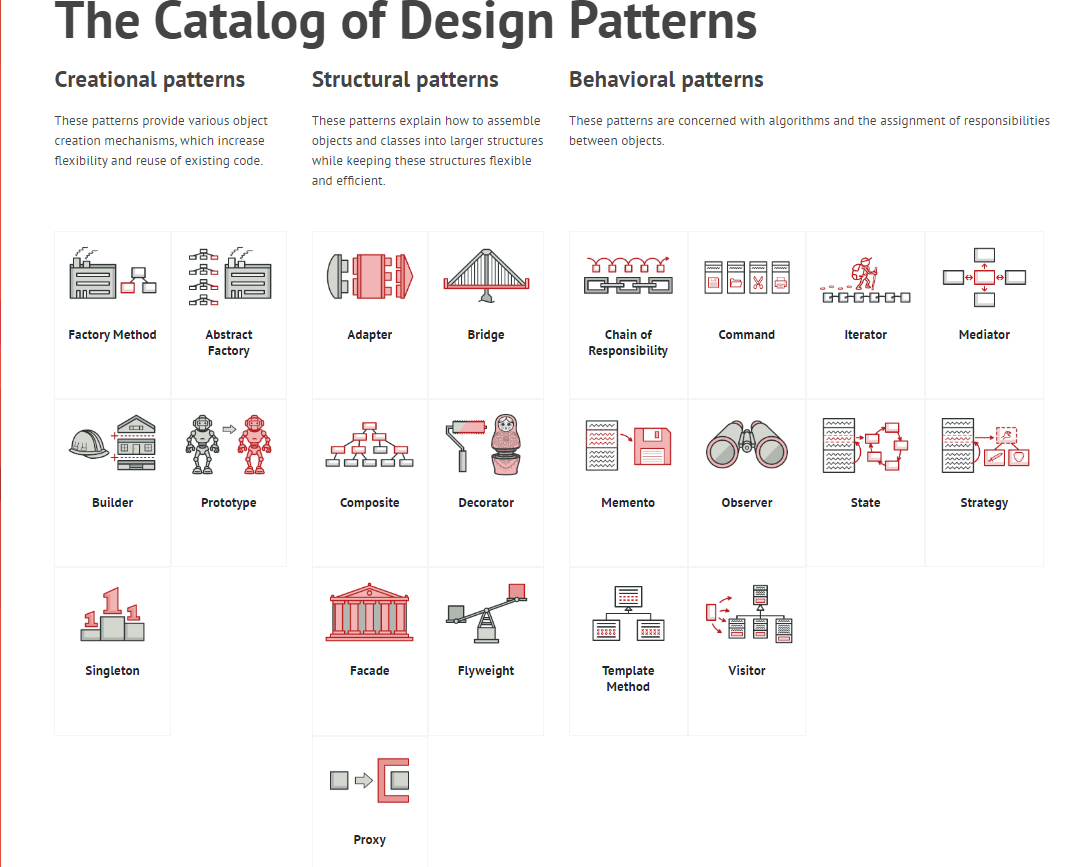 The Catalog of Design Patterns
Creational patterns
These patterns provide various object
creation mechanisms, which increase
flexibility and reuse of existing code.
Factory Method
Abstract
Factory
Builder
Prototype
Singleton
Structural patterns
These patterns explain how to assemble
objects and classes into larger structures
while keeping these structures flexible
and efficient.
Adapter
Bridge
Composite
Decorator
Facade
Flyweight
Proxy
Behavioral patterns
These patterns are concerned with algorithms and the assignment of responsibilities
between objects.
Chain of
Responsibility
Command
Iterator
Mediator
Memento
Observer
State
Strategy
Template
Method
Visitor